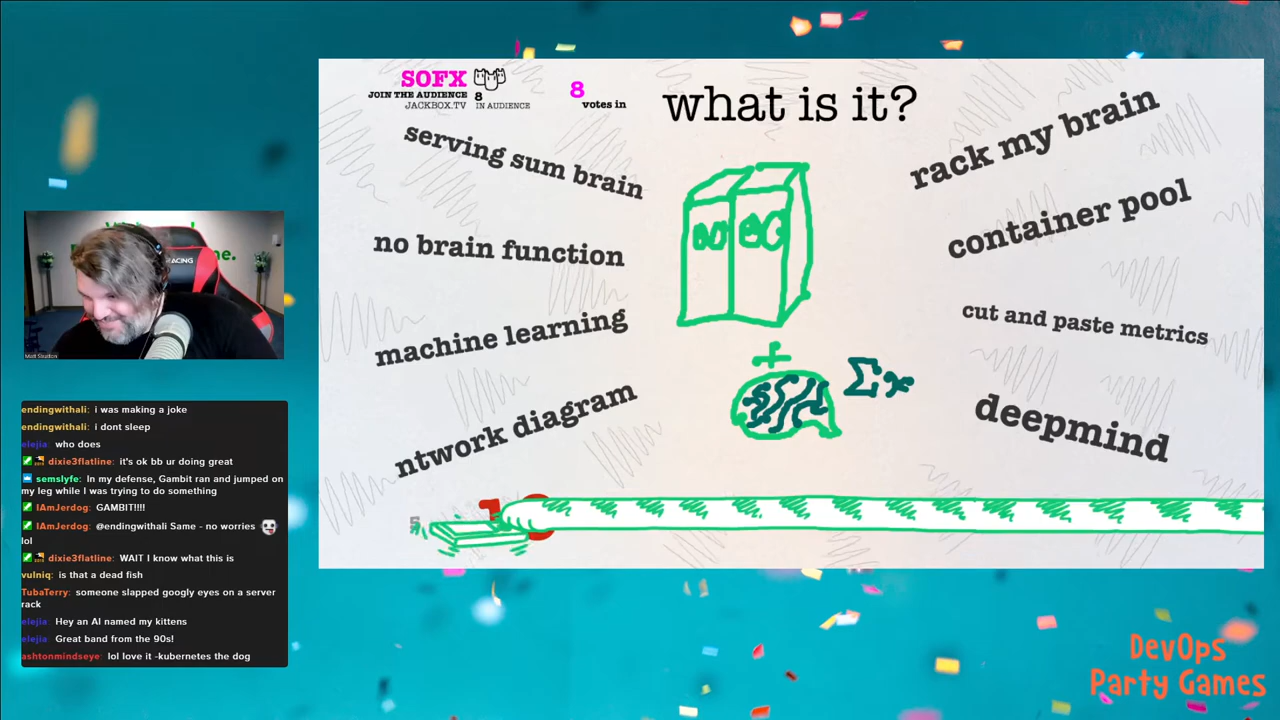 SOFX
JOIN THE AUDIENCE
JACKBOX.TV
8
IN AUDIENCE
8
votes in
what is it?
serving sum brain
no brain function
machine learning
ntwork diagram
rack my brain
container pool
cut and paste metrics
deepmind
+
Σx
RACING
ne.
Matt Stratton
endingwithali: i was making a joke
endingwithali: i dont sleep
elejia: who does
dixie3flatline: it's ok bb ur doing great
semslyfe: In my defense, Gambit ran and jumped on
my leg while I was trying to do something
IAmJerdog: GAMBIT!!!!
IAmJerdog: @endingwithali Same - no worries
lol
dixie3flatline: WAIT I know what this is
vulniq: is that a dead fish
TubaTerry: someone slapped googly eyes on a server
rack
elejia: Hey an AI named my kittens
elejia: Great band from the 90s!
ashtonmindseye: lol love it -kubernetes the dog
DevOps
Party Games